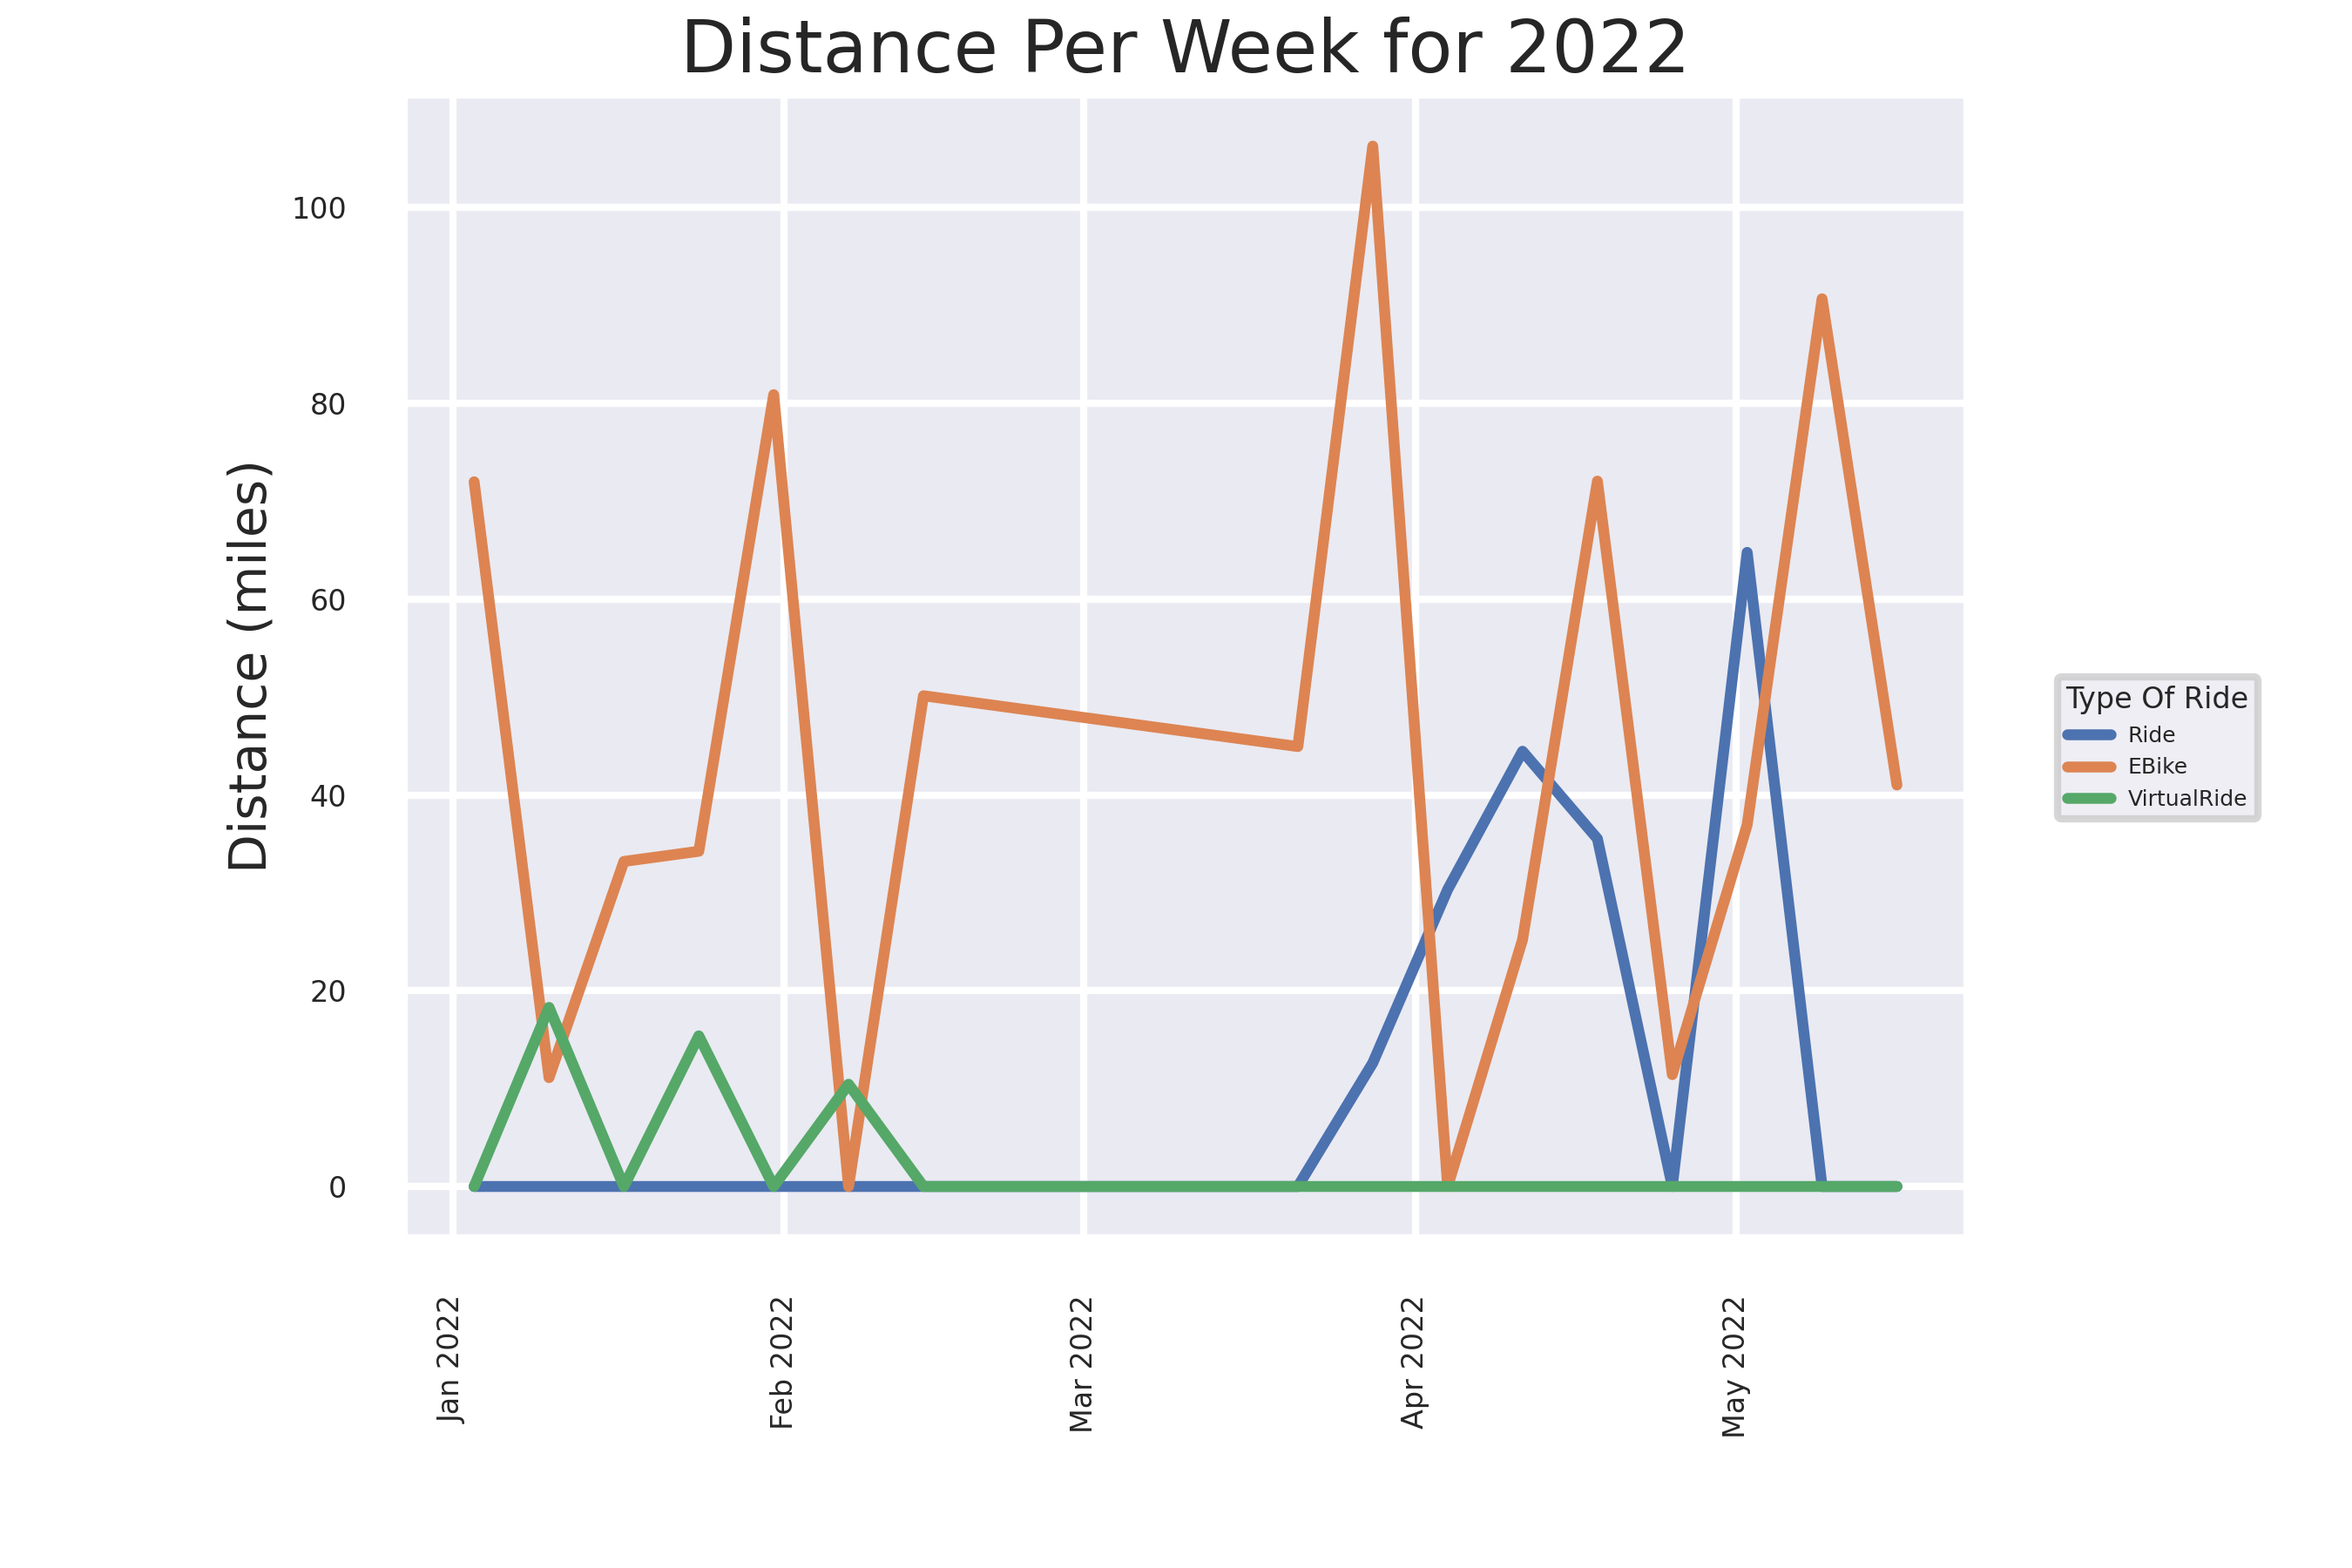 Distance Per Week for 2022
Distance (miles)
100
80
60
40
20
0
Jan 2022
Feb 2022
Mar 2022
Apr 2022
May 2022
Type Of Ride
Ride
EBike
VirtualRide